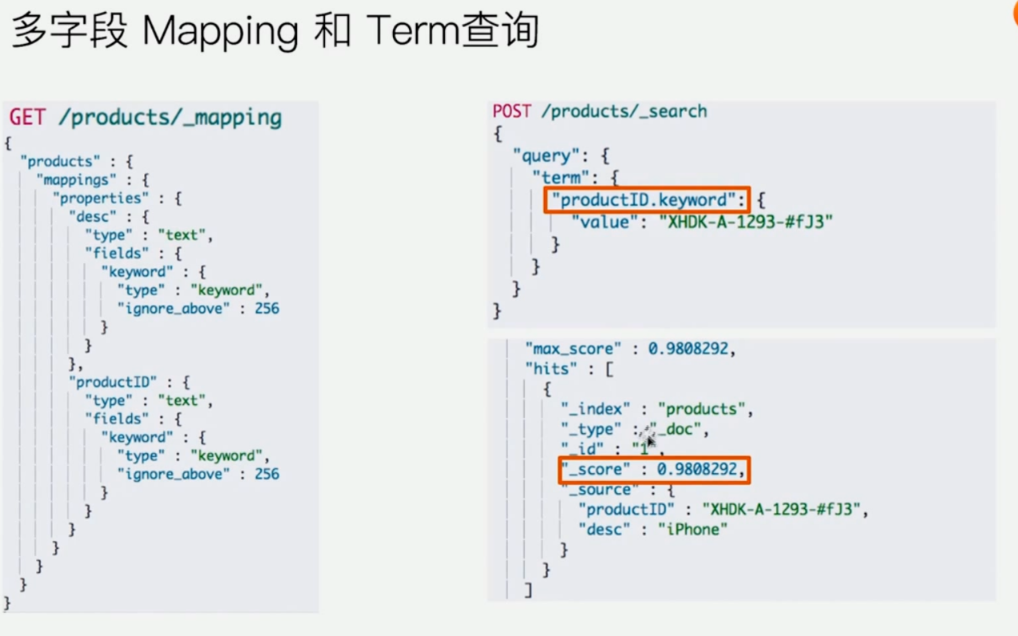 多字段 Mapping 和 Term查询
GET /products/_mapping
{
"products" : {
"mappings" : {
"properties" : {
"desc" : {
"type" : "text",
"fields" : {
"keyword" : {
"type" : "keyword",
"ignore_above" : 256
}
}
},
"productID" : {
"type" : "text",
"fields" : {
"keyword" : {
"type" : "keyword",
"ignore_above" : 256
}
}
}
}
}
}
}
POST /products/_search
{
"query": {
"term": {
"productID.keyword": {
"value": "XHDK-A-1293-#fJ3"
}
}
}
}
"max_score" : 0.9808292,
"hits" : [
{
"_index" : "products",
"_type" : "_doc",
"_id" : "1",
"_score" : 0.9808292,
"_source" : {
"productID" : "XHDK-A-1293-#fJ3",
"desc" : "iPhone"
}
}
]